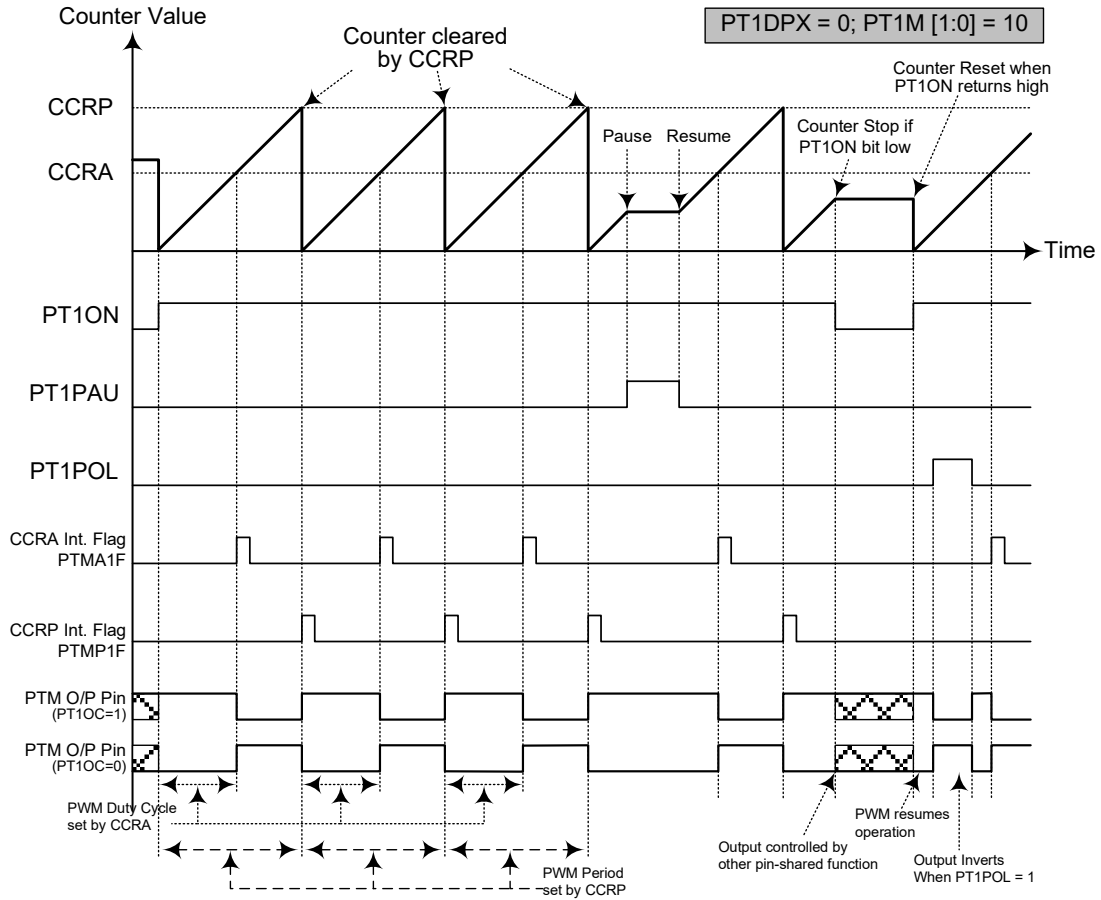 Counter Value
PT1DPX = 0; PT1M [1:0] = 10
Counter cleared
by CCRP
Counter Reset when
PT1ON returns high
CCRP
Pause
Resume
Counter Stop if
PT1ON bit low
CCRA
Time
PT1ON
PT1PAU
PT1POL
CCRA Int. Flag
PTMA1F
CCRP Int. Flag
PTMP1F
PTM O/P Pin
(PT1OC=1)
PTM O/P Pin
(PT1OC=0)
PWM Duty Cycle
set by CCRA
PWM resumes
operation
Output controlled by
other pin-shared function
Output Inverts
When PT1POL = 1
PWM Period
set by CCRP